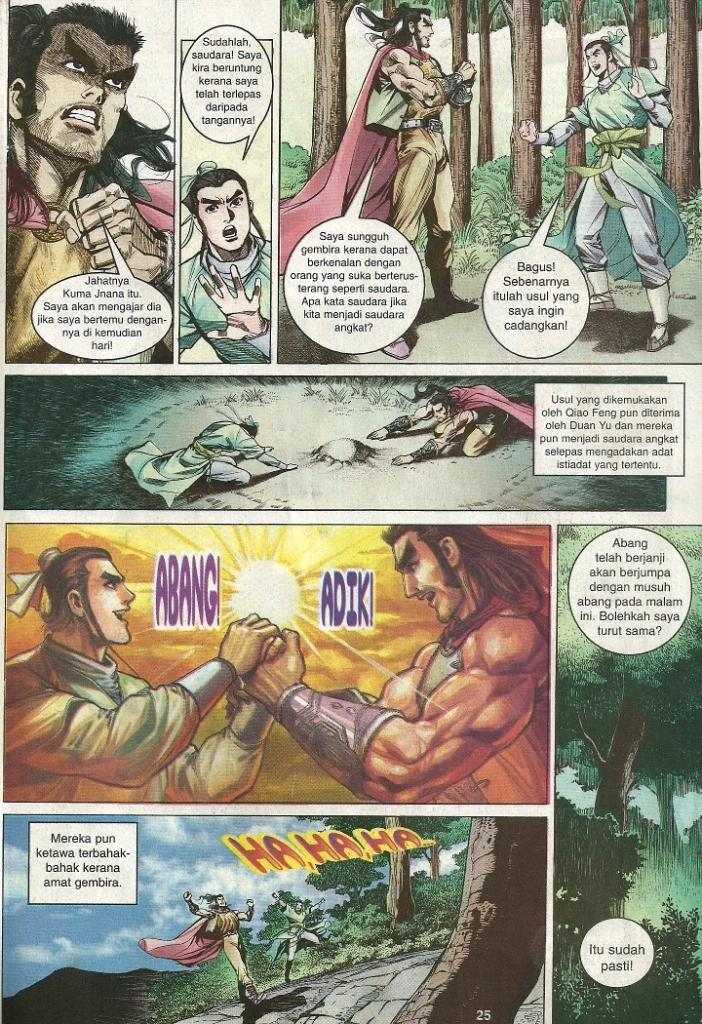 Jahatnya
Kuma Jnana itu.
Saya akan mengajar dia
jika saya bertemu dengan-
nya di kemudian
hari!
Sudahlah,
saudara! Saya
kira beruntung
kerana saya
telah terlepas
daripada
tangannya!
Saya sungguh
gembira kerana dapat
berkenalan dengan
orang yang suka berterus-
terang seperti saudara.
Apa kata saudara jika
kita menjadi saudara
angkat?
Bagus!
Sebenarnya
itulah usul yang
saya ingin
cadangkan!
Usul yang dikemukakan
oleh Qiao Feng pun diterima
oleh Duan Yu dan mereka
pun menjadi saudara angkat
selepas mengadakan adat
istiadat yang tertentu.
ABANG!
ADIK!
Abang
telah berjanji
akan berjumpa
dengan musuh
abang pada malam
ini. Bolehkah saya
turut sama?
Itu sudah
pasti!
Mereka pun
ketawa terbahak-
bahak kerana
amat gembira.
HA, HA, HA...
25